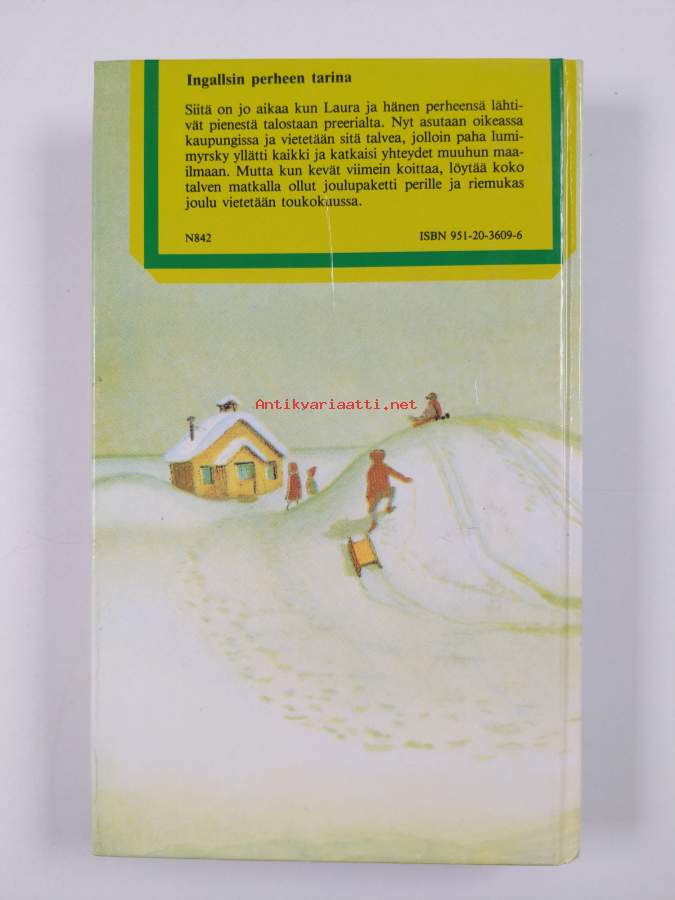 Ingallsin perheen tarina
Siitä on jo aikaa kun Laura ja hänen perheensä lähti-
vät pienestä talostaan preerialta. Nyt asutaan oikeassa
kaupungissa ja vietetään sitä talvea, jolloin paha lumi-
myrsky yllätti kaikki ja katkaisi yhteydet muuhun maa-
ilmaan. Mutta kun kevät viimein koittaa, löytää koko
talven matkalla ollut joulupaketti perille ja riemukas
joulu vietetään toukokuussa.
N842 ISBN 951-20-3609-6
Antikvariaatti.net